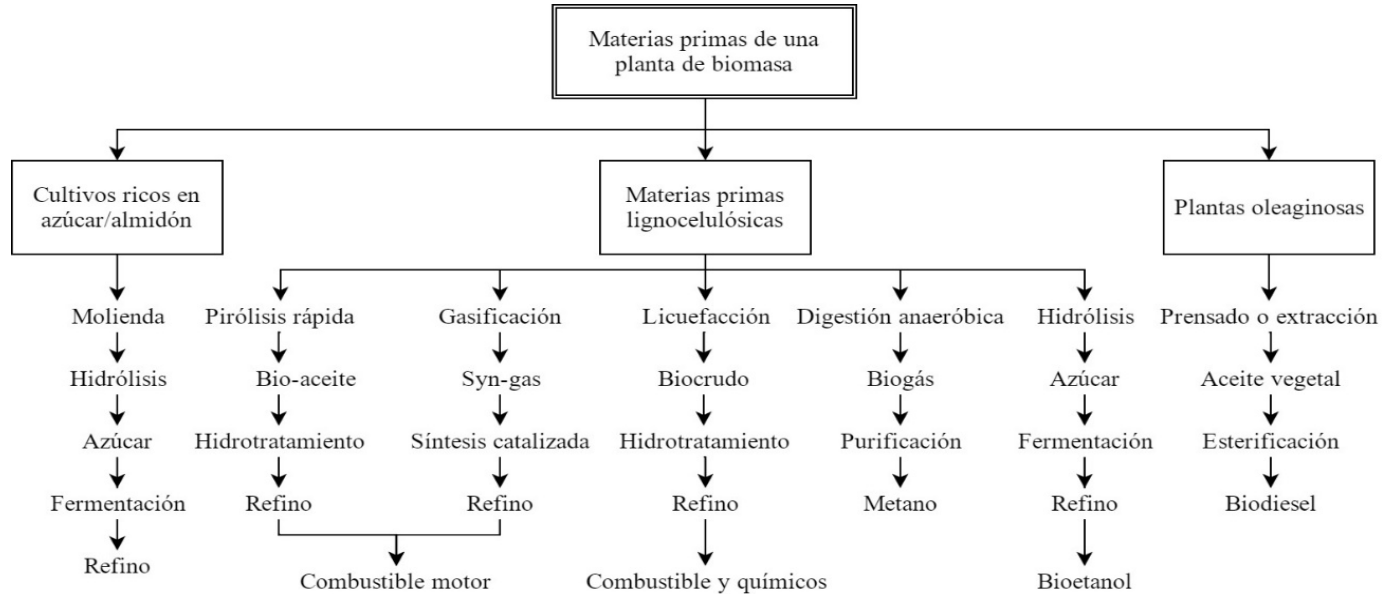 Materias primas de una
planta de biomasa
Cultivos ricos en
azúcar/almidón
Materias primas
lignocelulósicas
Plantas oleaginosas
Molienda
Pirólisis rápida
Gasificación
Licuefacción
Digestión anaeróbica
Hidrólisis
Prensado o extracción
Hidrólisis
Bio-aceite
Syn-gas
Biocrudo
Biogás
Azúcar
Aceite vegetal
Azúcar
Hidrotratamiento
Síntesis catalizada
Hidrotratamiento
Purificación
Fermentación
Esterificación
Fermentación
Refino
Refino
Refino
Metano
Refino
Biodiesel
Refino
Combustible motor
Combustible y químicos
Bioetanol